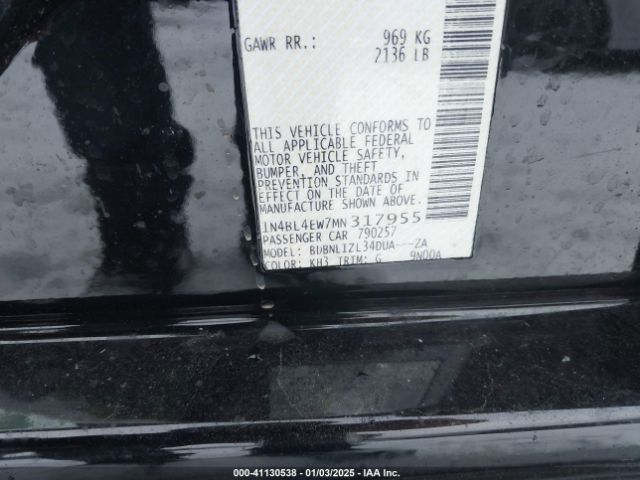 GAWR RR.: 969 KG
2136 LB
THIS VEHICLE CONFORMS TO
ALL APPLICABLE FEDERAL
MOTOR VEHICLE SAFETY,
BUMPER, AND THEFT
PREVENTION STANDARDS IN
EFFECT ON THE DATE OF
MANUFACTURE SHOWN ABOVE.
1N4BL4EW7MN317955
PASSENGER CAR 790257
MODEL: BDBNLIZL34DUA---ZA
COLOR: KH3 TRIM: G 9N00A
000-41130538 - 01/03/2025 - IAA Inc.